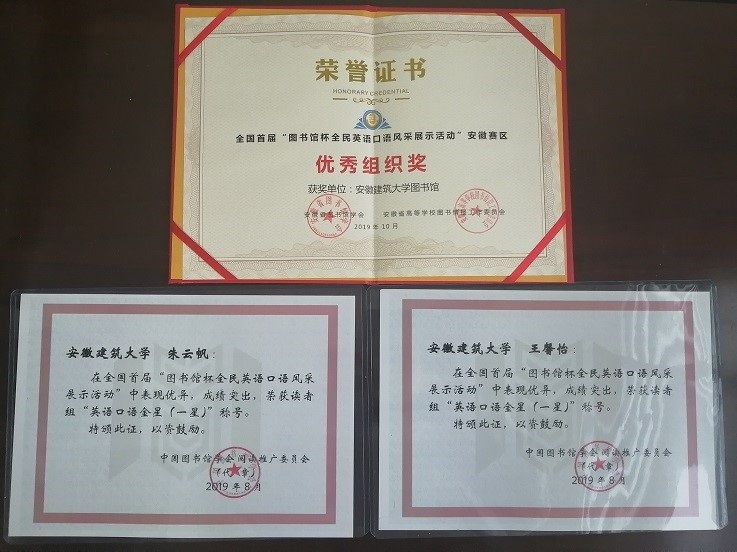 荣誉证书
HONORARY CREDENTIAL
全国首届“图书馆杯全民英语口语风采展示活动”安徽赛区
优秀组织奖
获奖单位：安徽建筑大学图书馆
安徽省图书馆学会 安徽省高等学校图书情报工作委员会
2019年10月
安徽建筑大学 朱云帆：
在全国首届“图书馆杯全民英语口语风采
展示活动”中表现优异，成绩突出，荣获读者
组“英语口语金星（一星）”称号。
特颁此证，以资鼓励。
中国图书馆学会阅读推广委员会
（代章）
2019年8月
安徽建筑大学 王馨怡：
在全国首届“图书馆杯全民英语口语风采
展示活动”中表现优异，成绩突出，荣获读者
组“英语口语金星（一星）”称号。
特颁此证，以资鼓励。
中国图书馆学会阅读推广委员会
（代章）
2019年8月